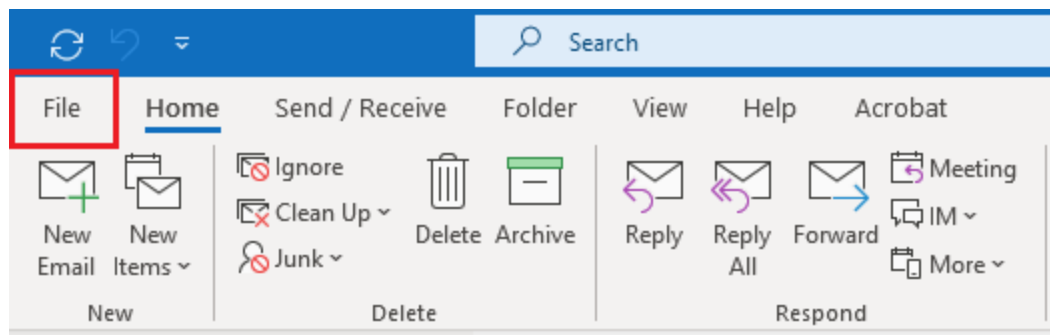 Search
File Home Send / Receive Folder View Help Acrobat
New Email
New Items
Ignore
Clean Up
Junk
Delete
Archive
Reply
Reply All
Forward
Meeting
IM
More
New Delete Respond